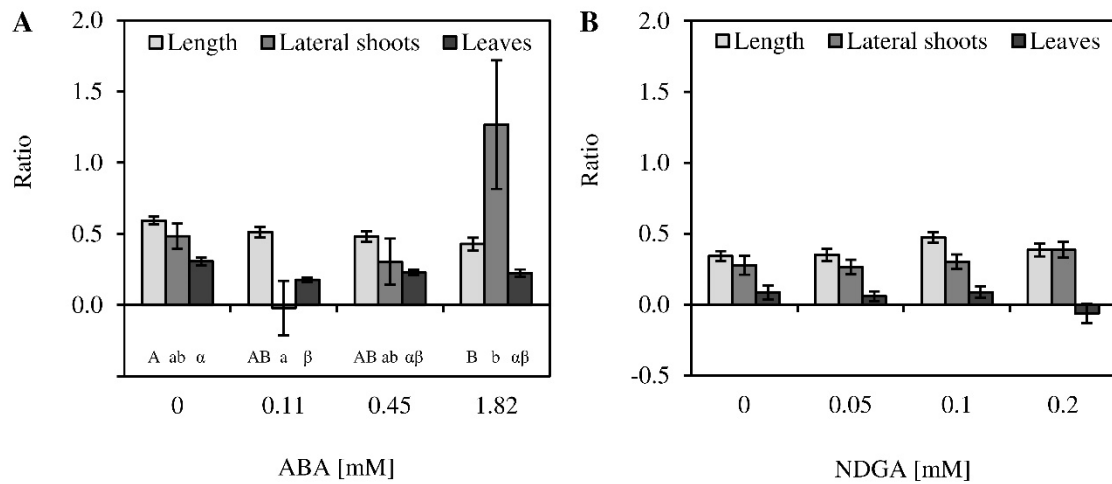 A
2.0
1.5
1.0
0.5
0.0
Ratio
Length Lateral shoots Leaves
A ab α AB a β AB ab αβ B b αβ
0 0.11 0.45 1.82
ABA [mM]
B
2.0
1.5
1.0
0.5
0.0
-0.5
Ratio
Length Lateral shoots Leaves
0 0.05 0.1 0.2
NDGA [mM]